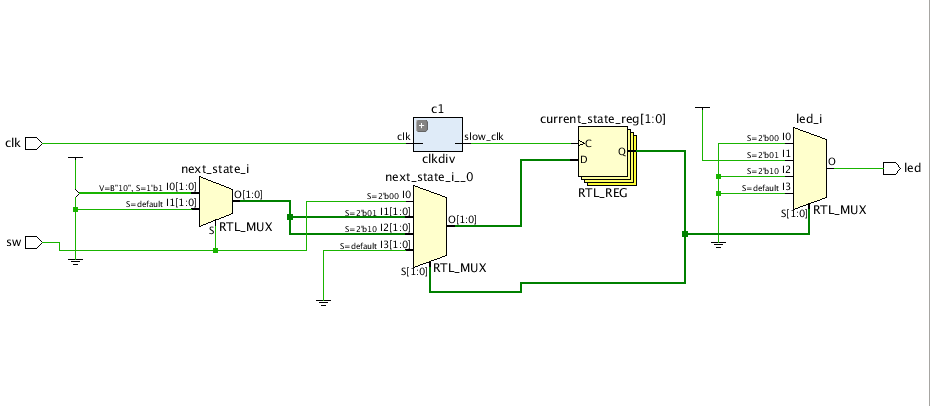 c1
clk
clk
slow_clk
clkdiv
current_state_reg[1:0]
C
D
Q
RTL_REG
led_i
S=2'b00 I0
S=2'b01 I1
S=2'b10 I2
S=default I3
O
S[1:0]
RTL_MUX
led
next_state_i
V=B"10", S=1'b1 I0[1:0]
S=default I1[1:0]
O[1:0]
S
RTL_MUX
sw
next_state_i__0
S=2'b00 I0
S=2'b01 I1[1:0]
S=2'b10 I2[1:0]
S=default I3[1:0]
O[1:0]
S[1:0]
RTL_MUX